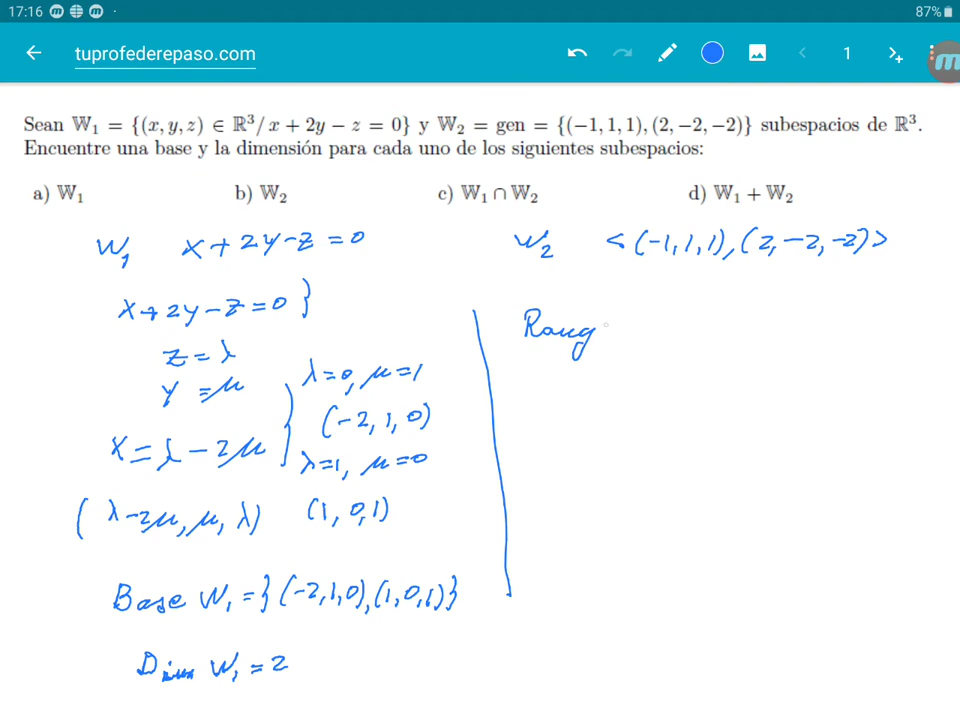 17:16
87%
tuprofederepaso.com
1
Sean W₁ = {(x, y, z) ∈ R³/ x + 2y − z = 0} y W₂ = gen = {(−1, 1, 1), (2, −2, −2)} subespacios de R³.
Encuentre una base y la dimensión para cada uno de los siguientes subespacios:
a) W₁ b) W₂ c) W₁ ∩ W₂ d) W₁ + W₂
W₁ x + 2y − z = 0
x + 2y − z = 0 }
z = λ
y = μ
x = λ − 2μ
λ = 0, μ = 1
(−2, 1, 0)
λ = 1, μ = 0
(λ − 2μ, μ, λ) (1, 0, 1)
Base W₁ = {(−2, 1, 0), (1, 0, 1)}
Dim W₁ = 2
W₂ <(−1, 1, 1), (2, −2, −2)>
Rang